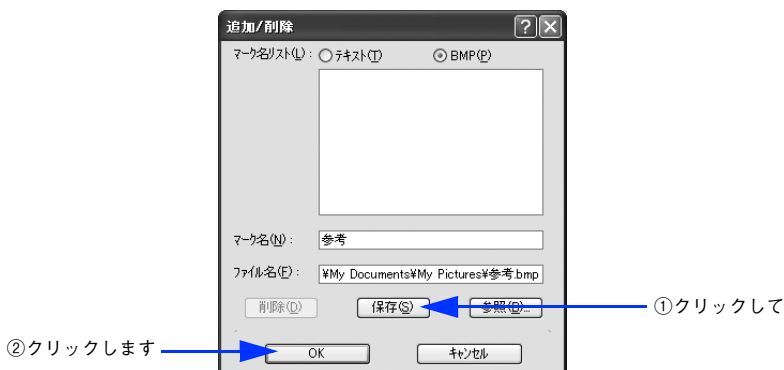 追加/削除
マーク名リスト(L): テキスト(T) BMP(P)
マーク名(N): 参考
ファイル名(F): ¥My Documents¥My Pictures¥参考.bmp
削除(D) 保存(S) 参照(B)...
①クリックして
②クリックします
OK キャンセル